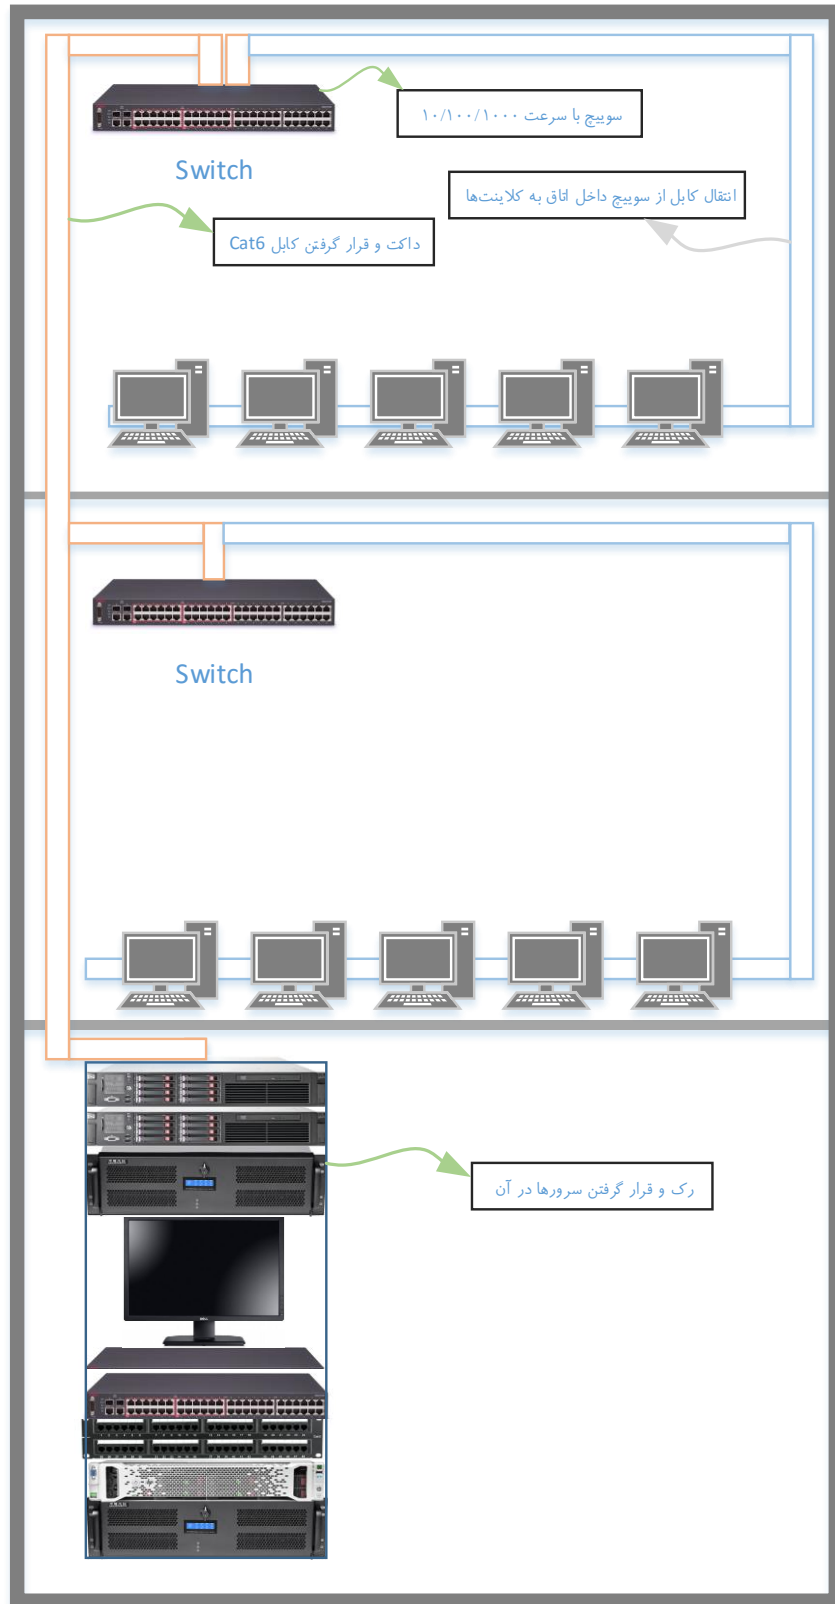 سوییچ با سرعت ۱۰/۱۰۰/۱۰۰۰
Switch
انتقال کابل از سوییچ داخل اتاق به کلاینت‌ها
داکت و قرار گرفتن کابل Cat6
Switch
رک و قرار گرفتن سرورها در آن
DELL